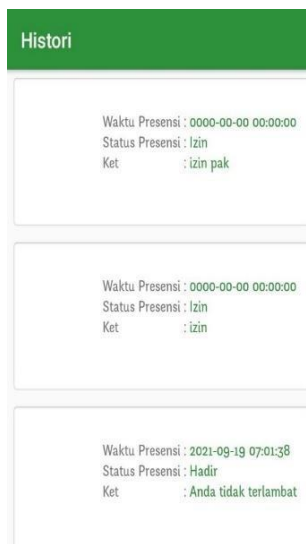 Histori
Waktu Presensi : 0000-00-00 00:00:00
Status Presensi : Izin
Ket : izin pak
Waktu Presensi : 0000-00-00 00:00:00
Status Presensi : Izin
Ket : izin
Waktu Presensi : 2021-09-19 07:01:38
Status Presensi : Hadir
Ket : Anda tidak terlambat